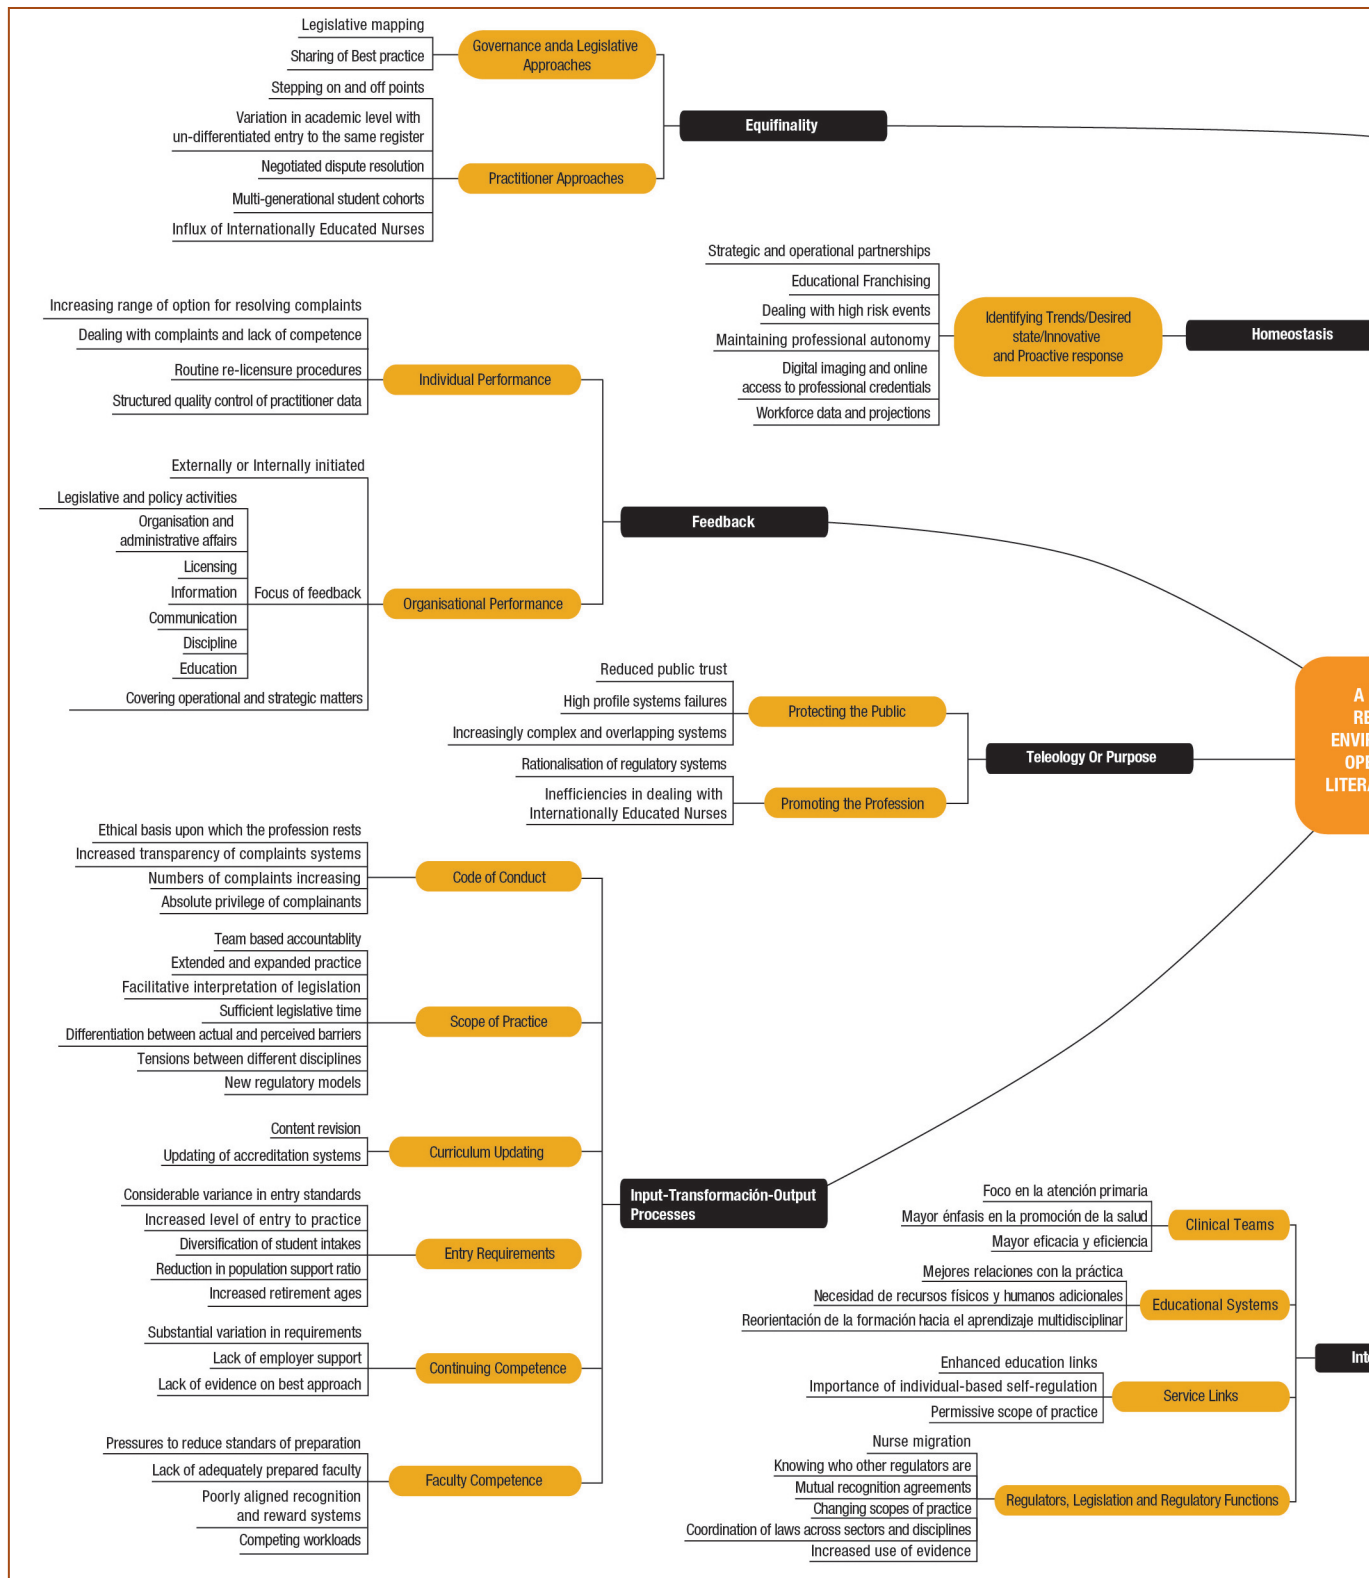 Legislative mapping
Sharing of Best practice
Governance anda Legislative
Approaches
Stepping on and off points
Variation in academic level with
un-differentiated entry to the same register
Negotiated dispute resolution
Multi-generational student cohorts
Influx of Internationally Educated Nurses
Practitioner Approaches
Equifinality
Strategic and operational partnerships
Educational Franchising
Dealing with high risk events
Maintaining professional autonomy
Digital imaging and online
access to professional credentials
Workforce data and projections
Identifying Trends/Desired
state/Innovative
and Proactive response
Homeostasis
Increasing range of option for resolving complaints
Dealing with complaints and lack of competence
Routine re-licensure procedures
Structured quality control of practitioner data
Individual Performance
Externally or Internally initiated
Legislative and policy activities
Organisation and
administrative affairs
Licensing
Information
Communication
Discipline
Education
Focus of feedback
Covering operational and strategic matters
Organisational Performance
Feedback
Reduced public trust
High profile systems failures
Increasingly complex and overlapping systems
Protecting the Public
Rationalisation of regulatory systems
Inefficiencies in dealing with
Internationally Educated Nurses
Promoting the Profession
Teleology Or Purpose
A
RE
ENVIR
OPE
LITERA
Ethical basis upon which the profession rests
Increased transparency of complaints systems
Numbers of complaints increasing
Absolute privilege of complainants
Code of Conduct
Team based accountablity
Extended and expanded practice
Facilitative interpretation of legislation
Sufficient legislative time
Differentiation between actual and perceived barriers
Tensions between different disciplines
New regulatory models
Scope of Practice
Content revision
Updating of accreditation systems
Curriculum Updating
Considerable variance in entry standards
Increased level of entry to practice
Diversification of student intakes
Reduction in population support ratio
Increased retirement ages
Entry Requirements
Substantial variation in requirements
Lack of employer support
Lack of evidence on best approach
Continuing Competence
Pressures to reduce standars of preparation
Lack of adequately prepared faculty
Poorly aligned recognition
and reward systems
Competing workloads
Faculty Competence
Input-Transformación-Output
Processes
Foco en la atención primaria
Mayor énfasis en la promoción de la salud
Mayor eficacia y eficiencia
Clinical Teams
Mejores relaciones con la práctica
Necesidad de recursos físicos y humanos adicionales
Reorientación de la formación hacia el aprendizaje multidisciplinar
Educational Systems
Enhanced education links
Importance of individual-based self-regulation
Permissive scope of practice
Service Links
Nurse migration
Knowing who other regulators are
Mutual recognition agreements
Changing scopes of practice
Coordination of laws across sectors and disciplines
Increased use of evidence
Regulators, Legislation and Regulatory Functions
Inte